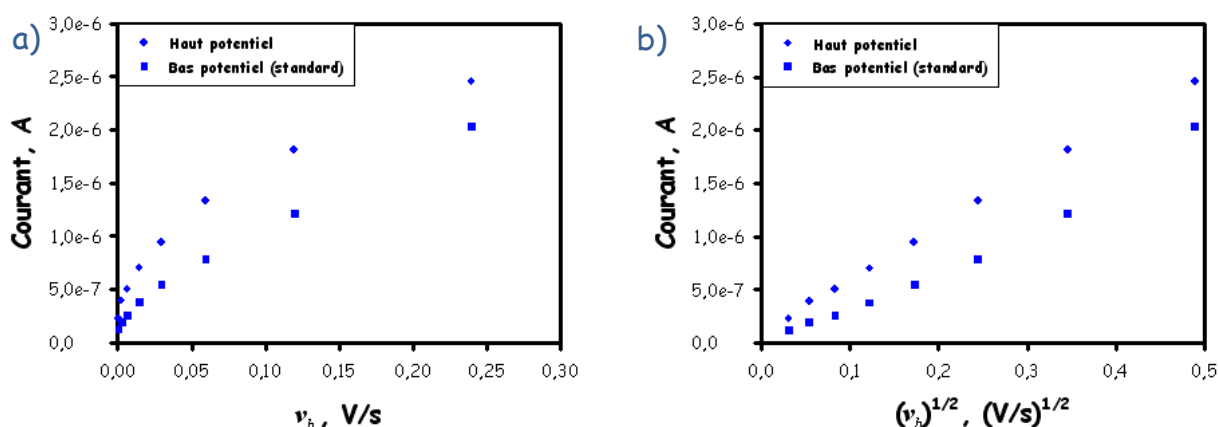 a)
3,0e-6
2,5e-6
2,0e-6
1,5e-6
1,0e-6
5,0e-7
0,0
Courant, A
Haut potentiel
Bas potentiel (standard)
0,00 0,05 0,10 0,15 0,20 0,25 0,30
v_b, V/s
b)
3,0e-6
2,5e-6
2,0e-6
1,5e-6
1,0e-6
5,0e-7
0,0
Courant, A
Haut potentiel
Bas potentiel (standard)
0,0 0,1 0,2 0,3 0,4 0,5
(v_b)^1/2, (V/s)^1/2